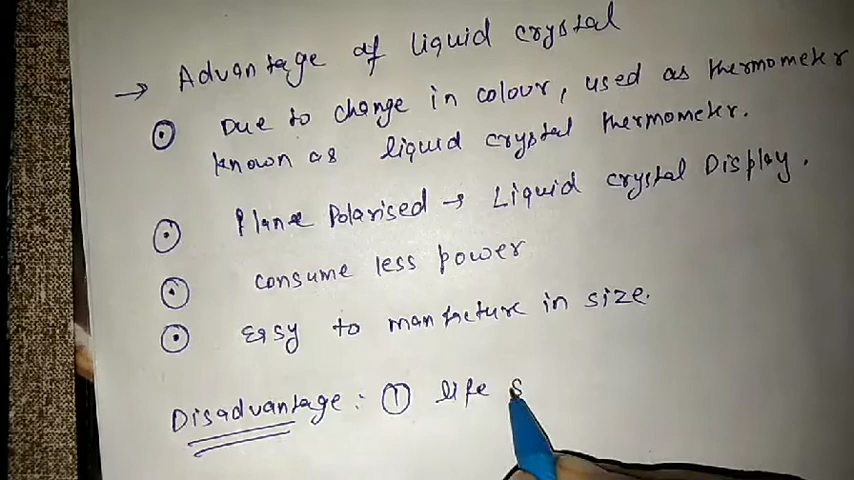 → Advantage of liquid crystal
⊙ Due to change in colour, used as thermometer
known as liquid crystal thermometer.
⊙ Plane Polarised → Liquid crystal Display.
⊙ consume less power
⊙ Easy to manfacture in size.
Disadvantage: ① life s